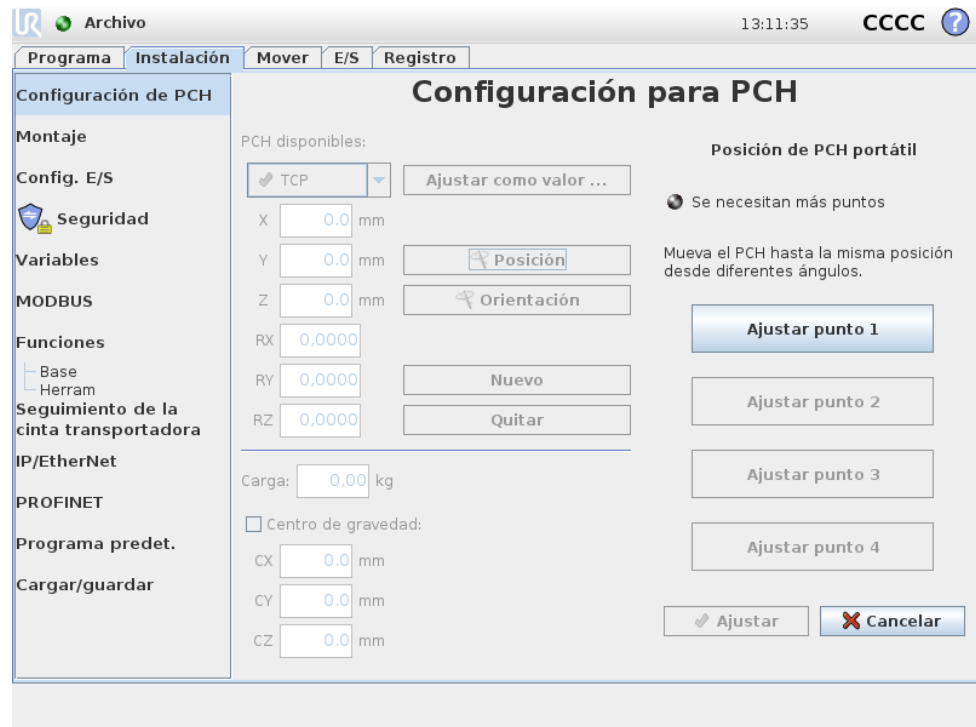 UR Archivo 13:11:35 CCCC ?
Programa Instalación Mover E/S Registro
Configuración de PCH
Montaje
Config. E/S
Seguridad
Variables
MODBUS
Funciones
Base
Herram
Seguimiento de la
cinta transportadora
IP/EtherNet
PROFINET
Programa predet.
Cargar/guardar
Configuración para PCH
PCH disponibles:
TCP Ajustar como valor ...
X 0.0 mm
Y 0.0 mm Posición
Z 0.0 mm Orientación
RX 0,0000
RY 0,0000 Nuevo
RZ 0,0000 Quitar
Carga: 0,00 kg
Centro de gravedad:
CX 0.0 mm
CY 0.0 mm
CZ 0.0 mm
Posición de PCH portátil
Se necesitan más puntos
Mueva el PCH hasta la misma posición
desde diferentes ángulos.
Ajustar punto 1
Ajustar punto 2
Ajustar punto 3
Ajustar punto 4
Ajustar Cancelar